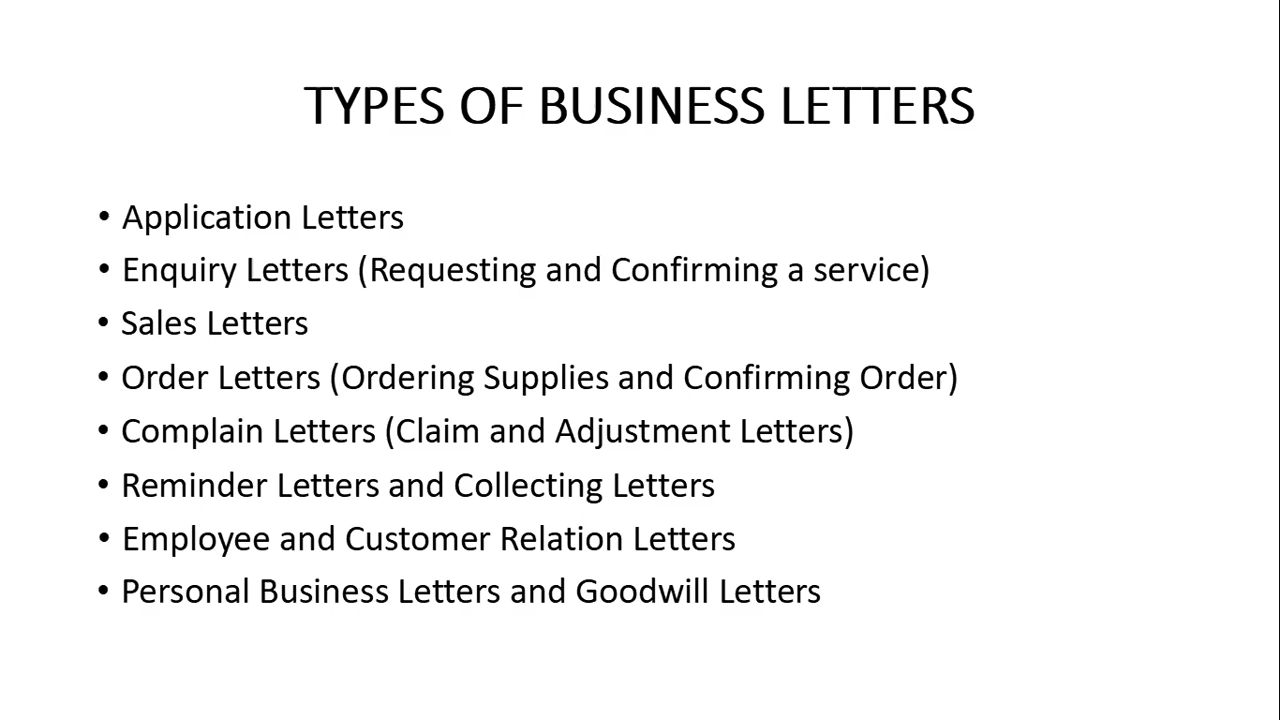 TYPES OF BUSINESS LETTERS
• Application Letters
• Enquiry Letters (Requesting and Confirming a service)
• Sales Letters
• Order Letters (Ordering Supplies and Confirming Order)
• Complain Letters (Claim and Adjustment Letters)
• Reminder Letters and Collecting Letters
• Employee and Customer Relation Letters
• Personal Business Letters and Goodwill Letters